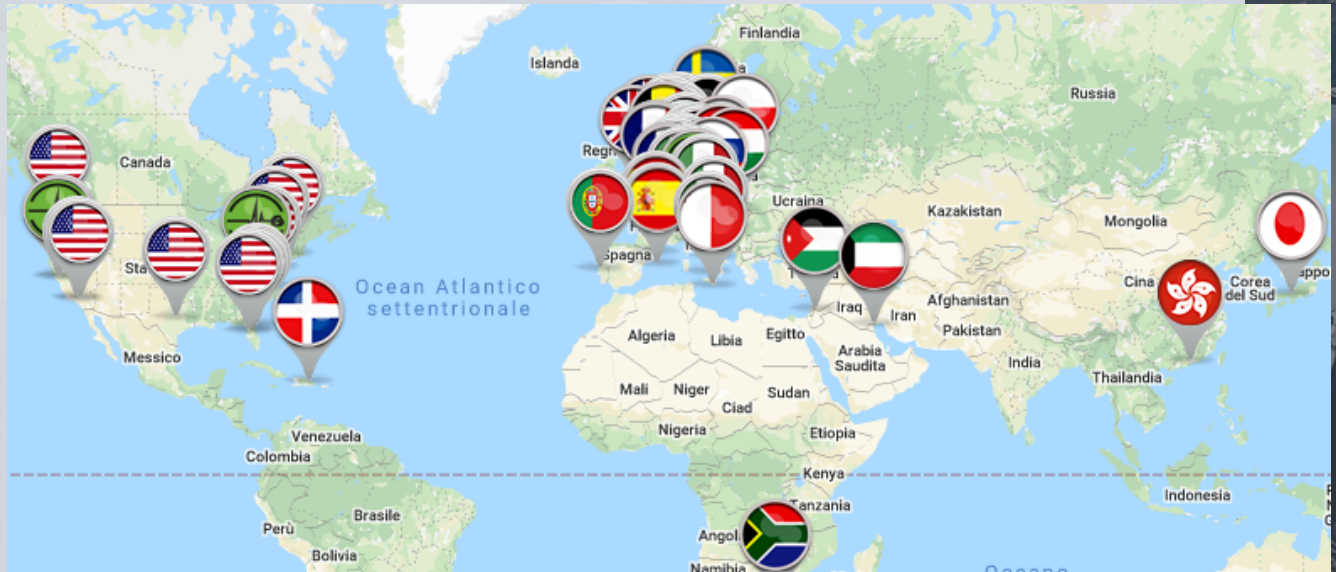 Finlandia
Islanda
Russia
Canada
Regn
Ucraina
Kazakistan
Mongolia
Spagna
Sta
Cina
Corea
del Sud
appo
Ocean Atlantico
settentrionale
Iraq
Iran
Afghanistan
Pakistan
Algeria
Libia
Egitto
Arabia
Saudita
India
Messico
Thailandia
Mali
Niger
Ciad
Sudan
Nigeria
Etiopia
Venezuela
Colombia
Kenya
Indonesia
Tanzania
Brasile
Perù
Angol
Bolivia
Namibia
Oceano